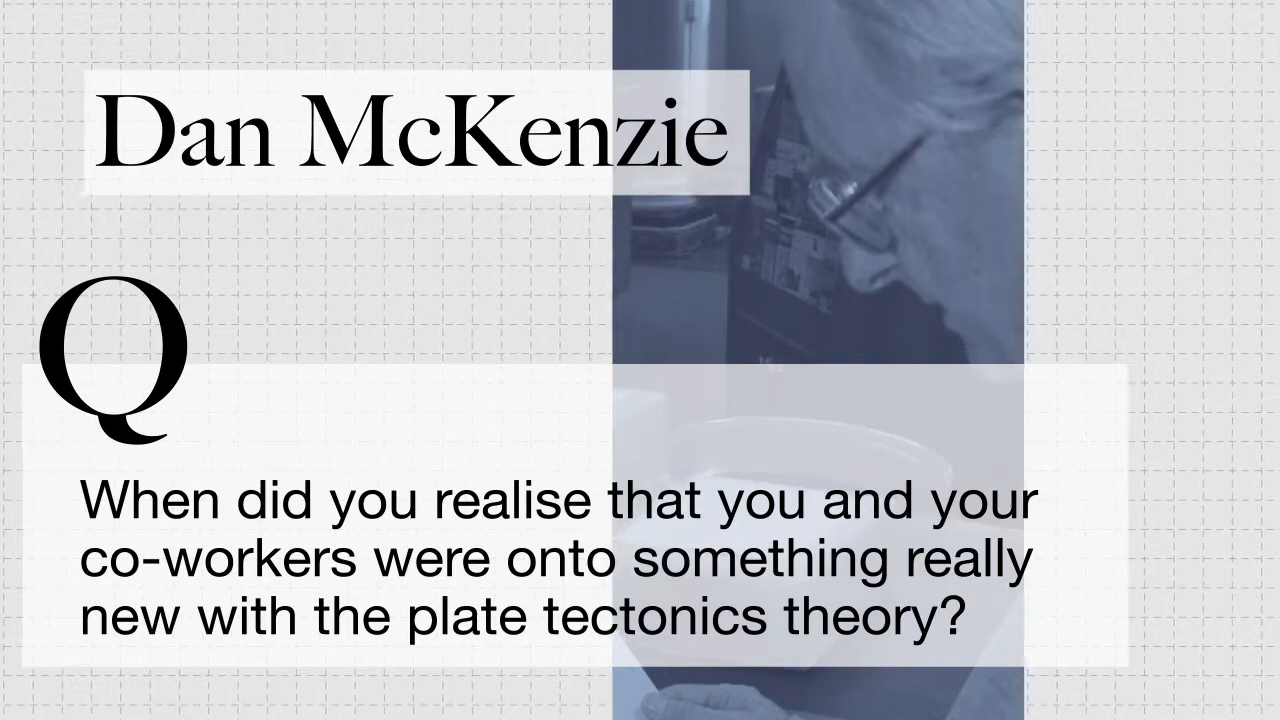 Dan McKenzie
Q
When did you realise that you and your
co-workers were onto something really
new with the plate tectonics theory?